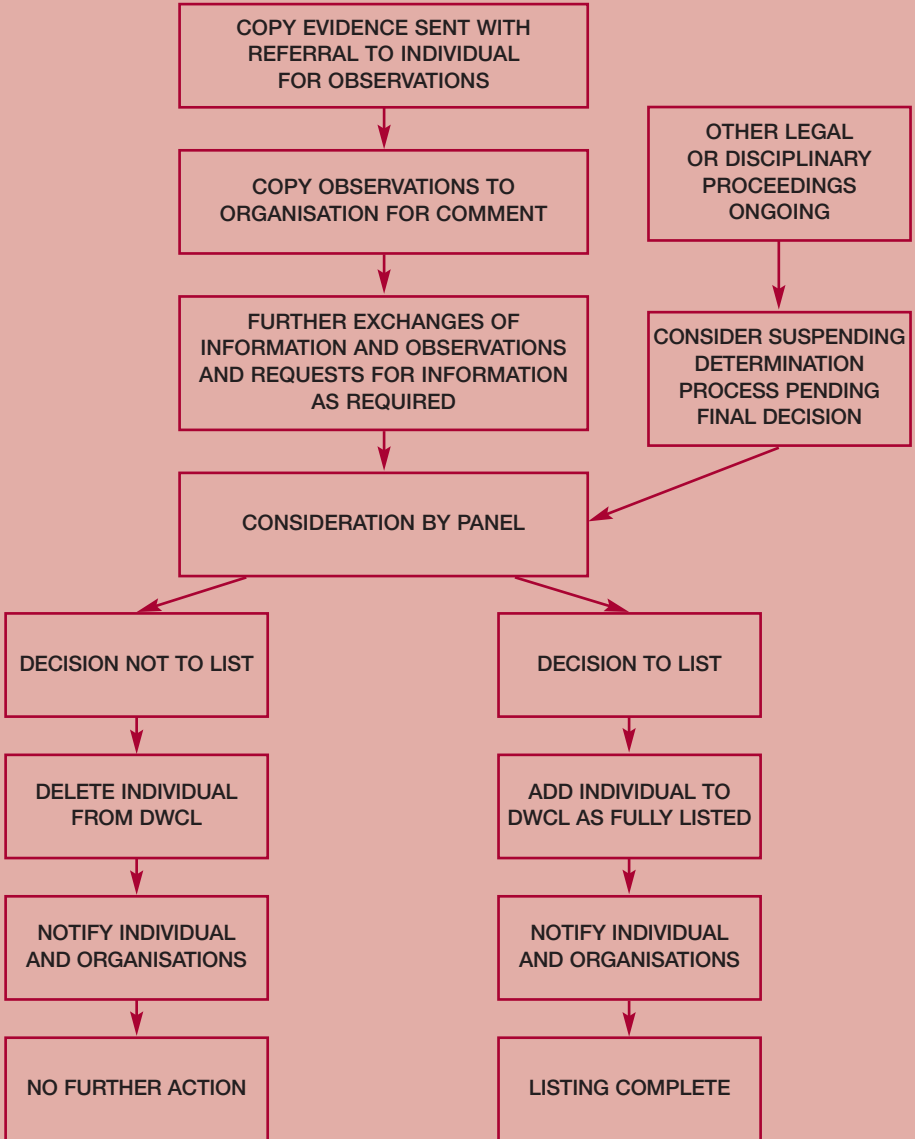 COPY EVIDENCE SENT WITH
REFERRAL TO INDIVIDUAL
FOR OBSERVATIONS
COPY OBSERVATIONS TO
ORGANISATION FOR COMMENT
OTHER LEGAL
OR DISCIPLINARY
PROCEEDINGS
ONGOING
FURTHER EXCHANGES OF
INFORMATION AND OBSERVATIONS
AND REQUESTS FOR INFORMATION
AS REQUIRED
CONSIDER SUSPENDING
DETERMINATION
PROCESS PENDING
FINAL DECISION
CONSIDERATION BY PANEL
DECISION NOT TO LIST
DELETE INDIVIDUAL
FROM DWCL
NOTIFY INDIVIDUAL
AND ORGANISATIONS
NO FURTHER ACTION
DECISION TO LIST
ADD INDIVIDUAL TO
DWCL AS FULLY LISTED
NOTIFY INDIVIDUAL
AND ORGANISATIONS
LISTING COMPLETE